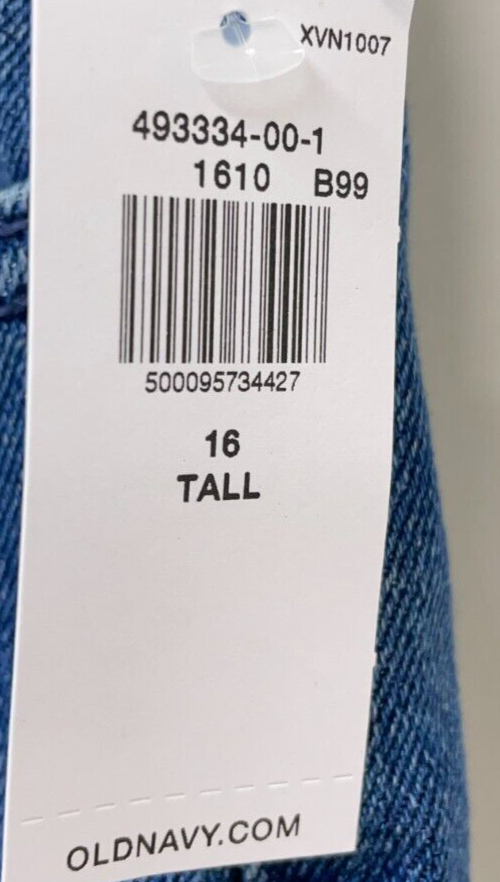 XVN1007
493334-00-1
1610 B99
500095734427
16
TALL
OLDNAVY.COM